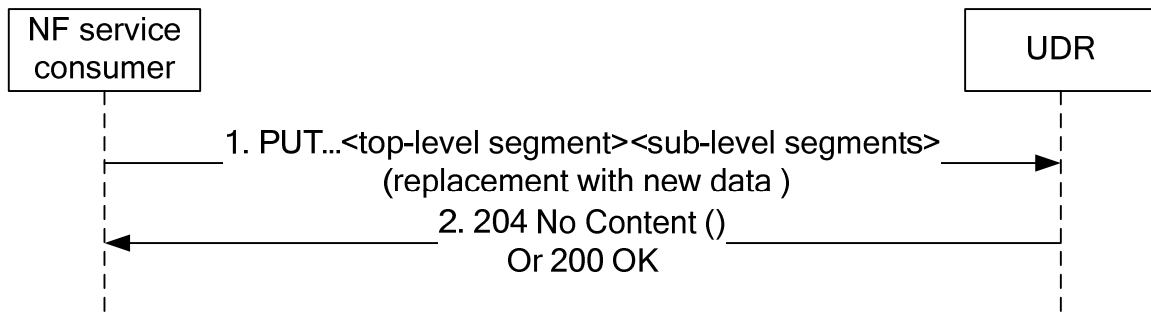 NF service
consumer
UDR
1. PUT...<top-level segment><sub-level segments>
(replacement with new data )
2. 204 No Content ()
Or 200 OK